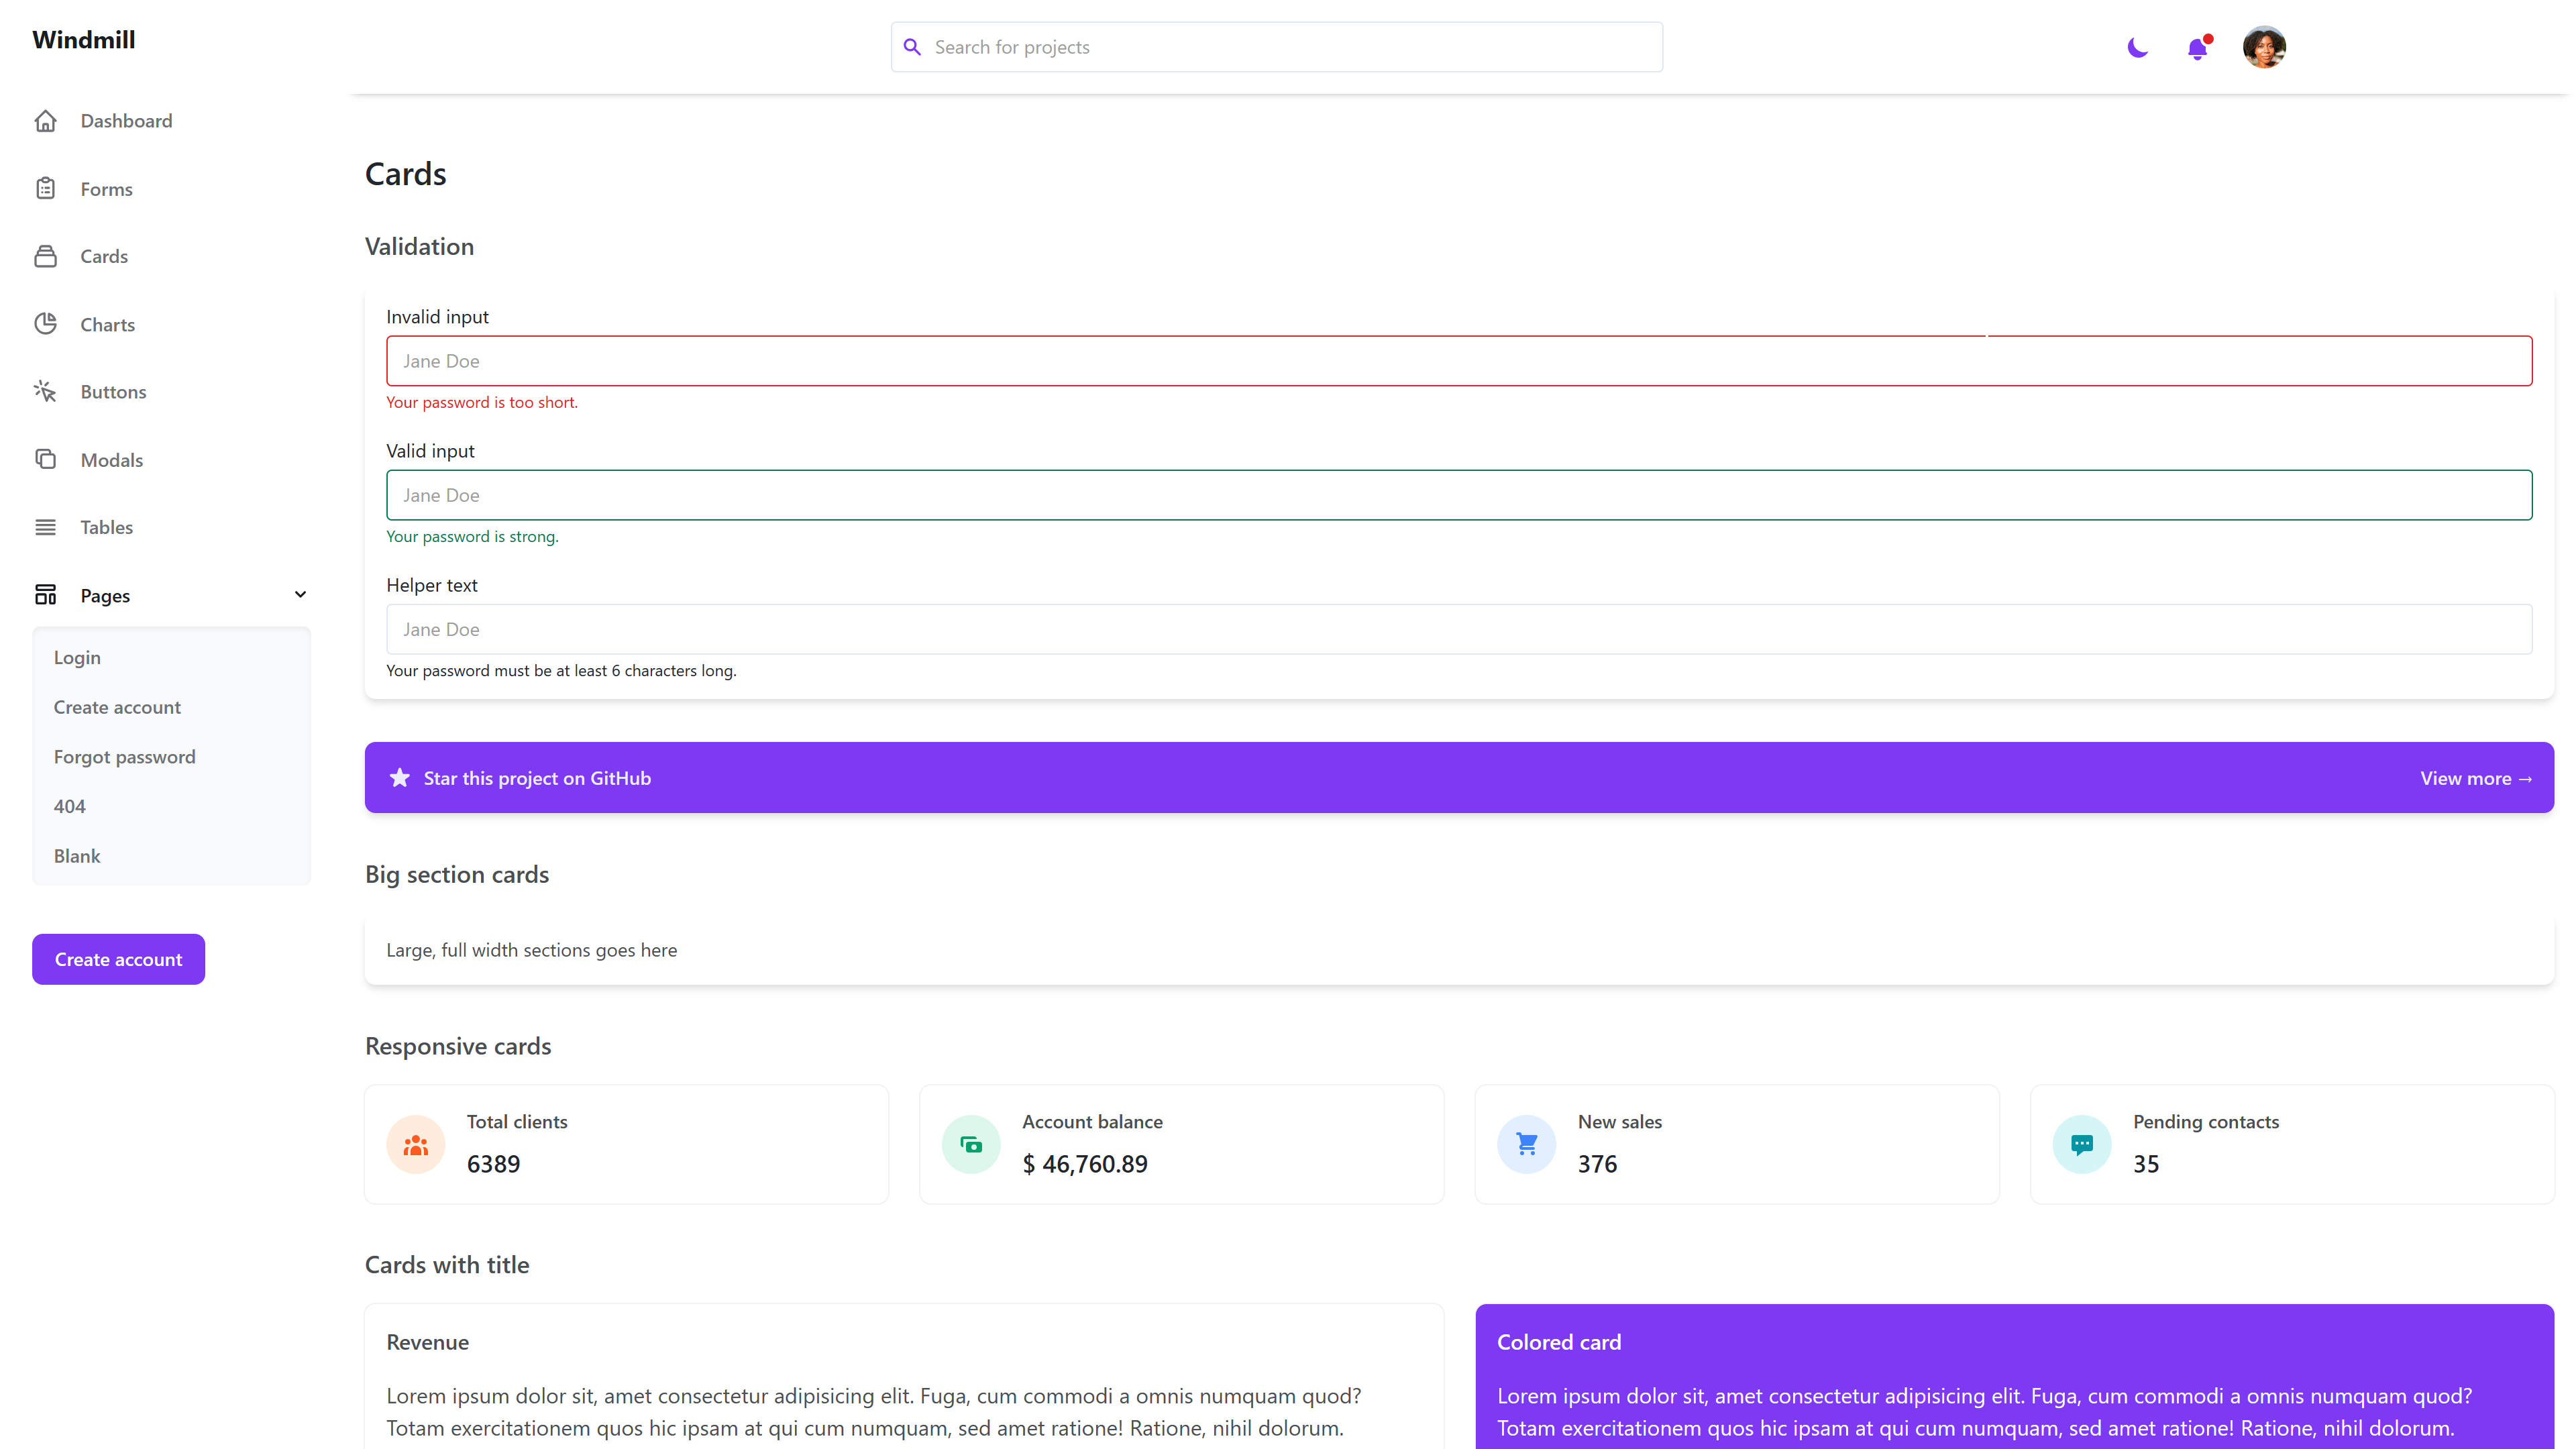 Windmill
Search for projects
Dashboard
Forms
Cards
Charts
Buttons
Modals
Tables
Pages
Login
Create account
Forgot password
404
Blank
Create account
Cards
Validation
Invalid input
Jane Doe
Your password is too short.
Valid input
Jane Doe
Your password is strong.
Helper text
Jane Doe
Your password must be at least 6 characters long.
Star this project on GitHub
View more →
Big section cards
Large, full width sections goes here
Responsive cards
Total clients
6389
Account balance
$ 46,760.89
New sales
376
Pending contacts
35
Cards with title
Revenue
Lorem ipsum dolor sit, amet consectetur adipisicing elit. Fuga, cum commodi a omnis numquam quod?
Totam exercitationem quos hic ipsam at qui cum numquam, sed amet ratione! Ratione, nihil dolorum.
Colored card
Lorem ipsum dolor sit, amet consectetur adipisicing elit. Fuga, cum commodi a omnis numquam quod?
Totam exercitationem quos hic ipsam at qui cum numquam, sed amet ratione! Ratione, nihil dolorum.